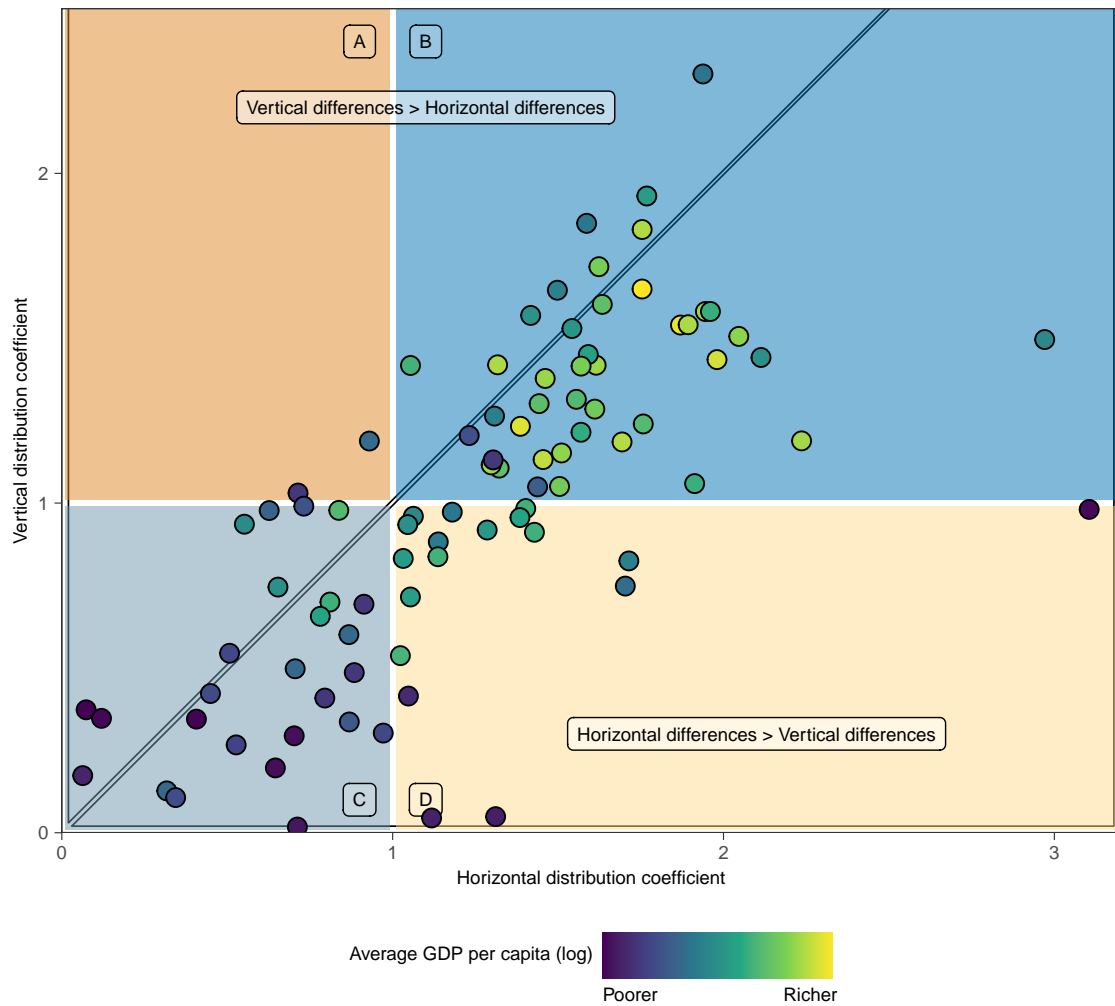 A
B
Vertical differences > Horizontal differences
2
Vertical distribution coefficient
1
Horizontal differences > Vertical differences
C
D
0
0
1
2
3
Horizontal distribution coefficient
Average GDP per capita (log)
Poorer
Richer